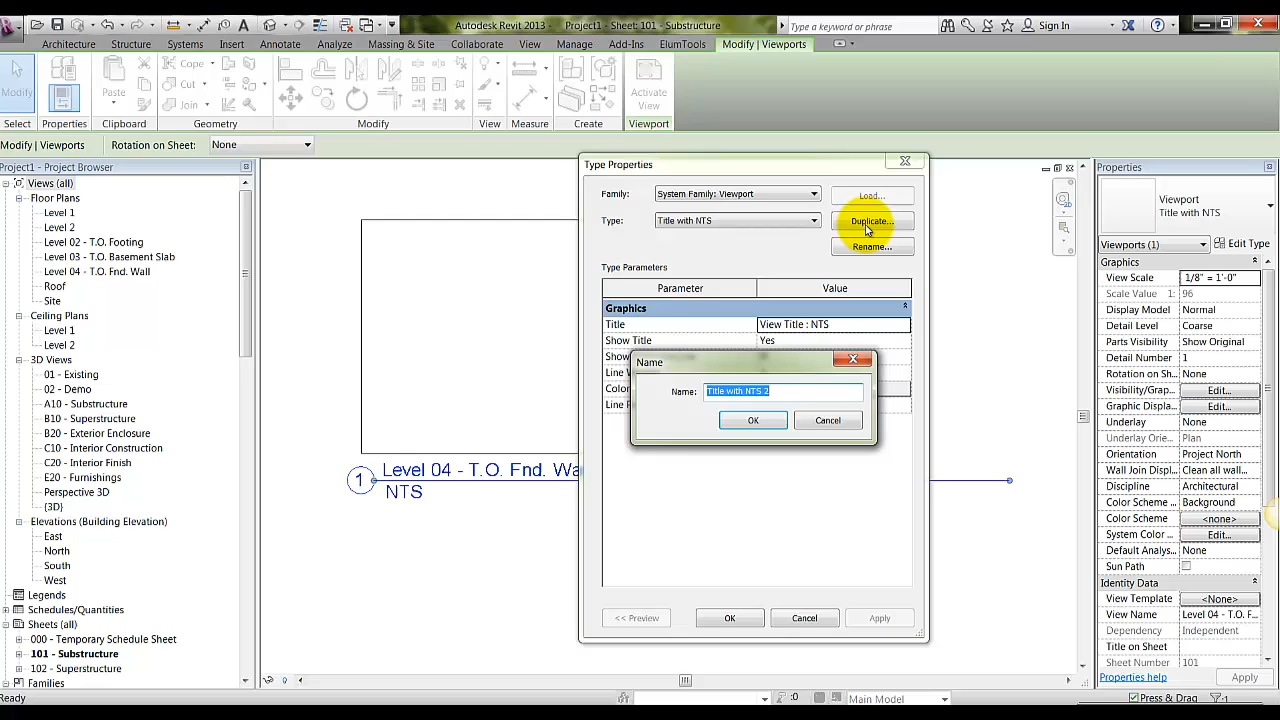 Autodesk Revit 2013 - Project1 - Sheet: 101 - Substructure
Type a keyword or phrase
Sign In
Architecture Structure Systems Insert Annotate Analyze Massing & Site Collaborate View Manage Add-Ins ElumTools Modify | Viewports
Modify
Paste
Cope
Cut
Join
Activate
View
Select Properties Clipboard Geometry Modify View Measure Create Viewport
Modify | Viewports Rotation on Sheet: None
Project1 - Project Browser
Views (all)
Floor Plans
Level 1
Level 2
Level 02 - T.O. Footing
Level 03 - T.O. Basement Slab
Level 04 - T.O. Fnd. Wall
Roof
Site
Ceiling Plans
Level 1
Level 2
3D Views
01 - Existing
02 - Demo
A10 - Substructure
B10 - Superstructure
B20 - Exterior Enclosure
C10 - Interior Construction
C20 - Interior Finish
E20 - Furnishings
Perspective 3D
{3D}
Elevations (Building Elevation)
East
North
South
West
Legends
Schedules/Quantities
Sheets (all)
000 - Temporary Schedule Sheet
101 - Substructure
102 - Superstructure
Families
1 Level 04 - T.O. Fnd. Wa
NTS
Type Properties
Family: System Family: Viewport Load...
Type: Title with NTS Duplicate...
Rename...
Type Parameters
Parameter Value
Graphics
Title View Title : NTS
Show Title Yes
Show
Line W
Color
Line P
Name
Name: Title with NTS 2
OK Cancel
<< Preview OK Cancel Apply
Properties
Viewport
Title with NTS
Viewports (1) Edit Type
Graphics
View Scale 1/8" = 1'-0"
Scale Value 1: 96
Display Model Normal
Detail Level Coarse
Parts Visibility Show Original
Detail Number 1
Rotation on Sh... None
Visibility/Grap... Edit...
Graphic Displa... Edit...
Underlay None
Underlay Orie... Plan
Orientation Project North
Wall Join Displ... Clean all wall...
Discipline Architectural
Color Scheme ... Background
Color Scheme <none>
System Color ... Edit...
Default Analys... None
Sun Path
Identity Data
View Template <None>
View Name Level 04 - T.O. F...
Dependency Independent
Title on Sheet
Sheet Number 101
Properties help Apply
Ready :0 Main Model Press & Drag :1